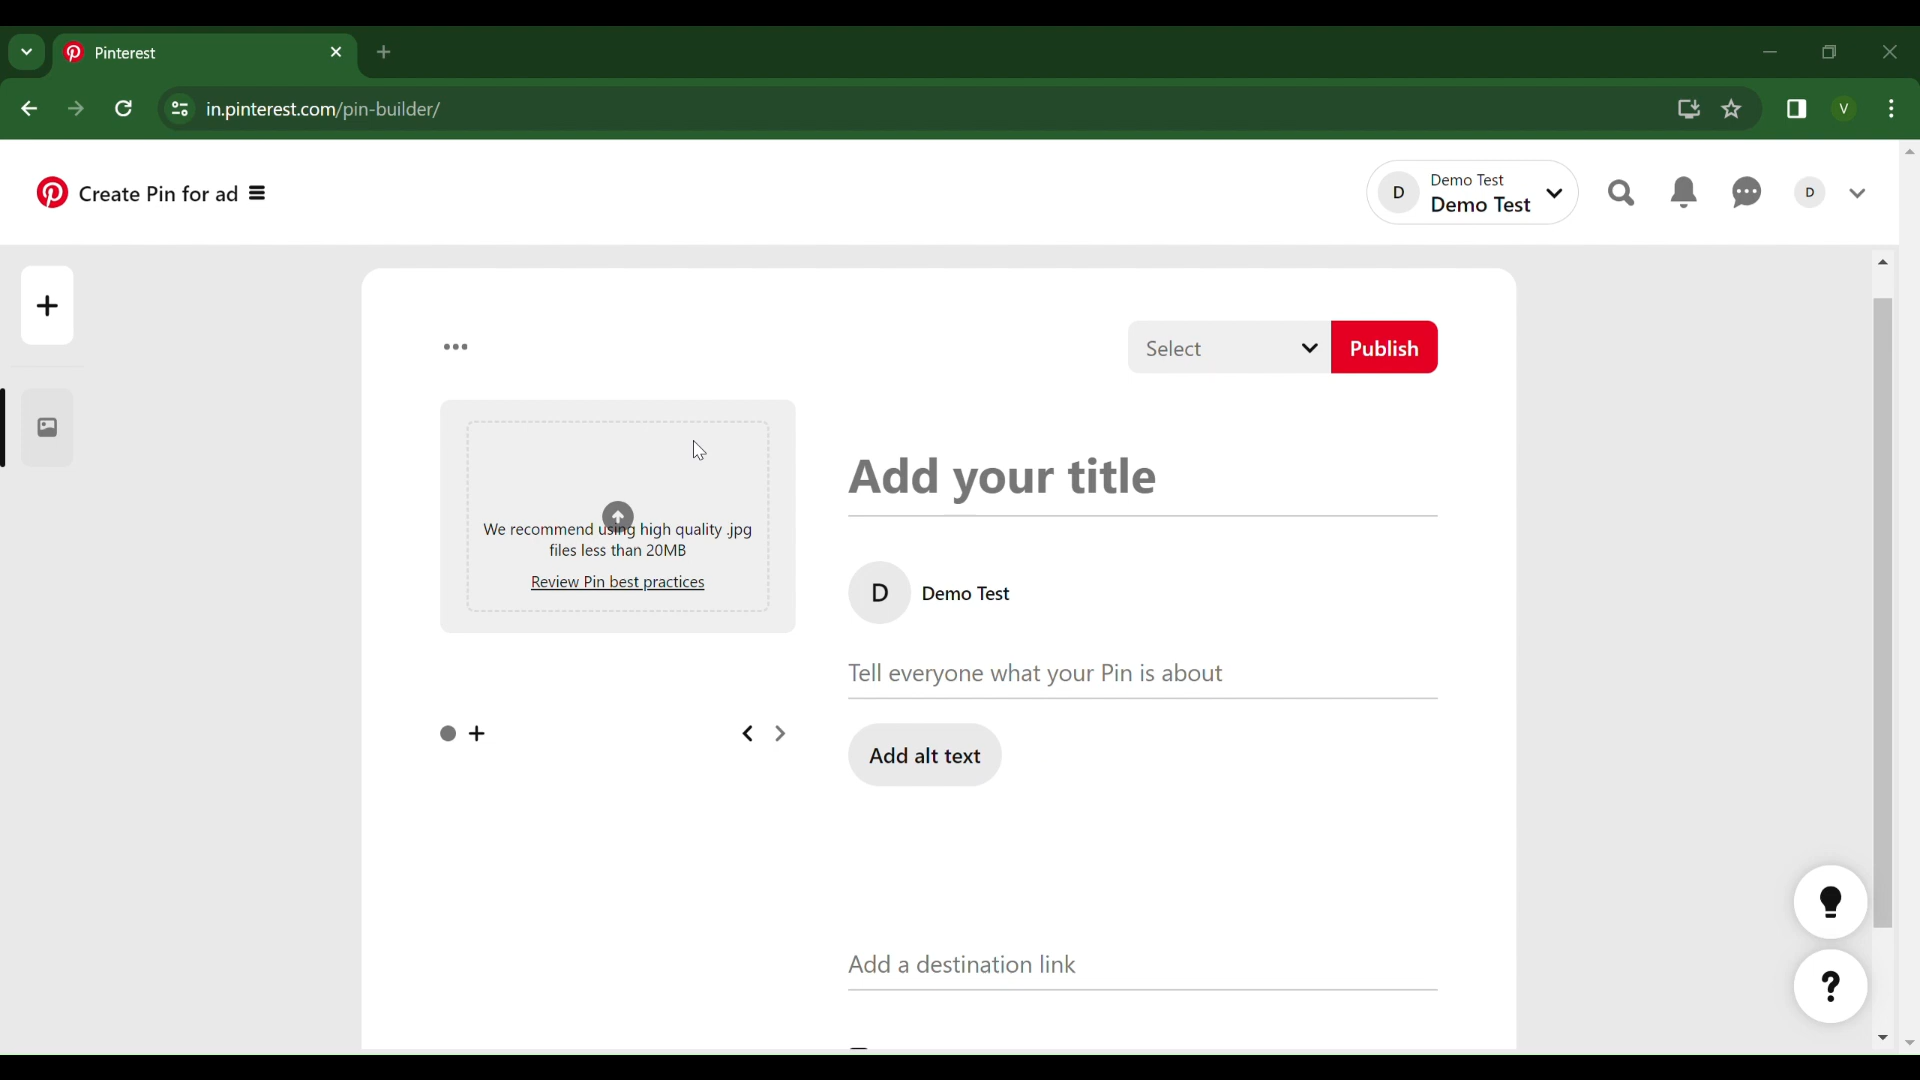 Pinterest
in.pinterest.com/pin-builder/
V
Create Pin for ad
D
Demo Test
Demo Test
D
Select
Publish
We recommend using high quality .jpg
files less than 20MB
Review Pin best practices
Add your title
D
Demo Test
Tell everyone what your Pin is about
Add alt text
Add a destination link